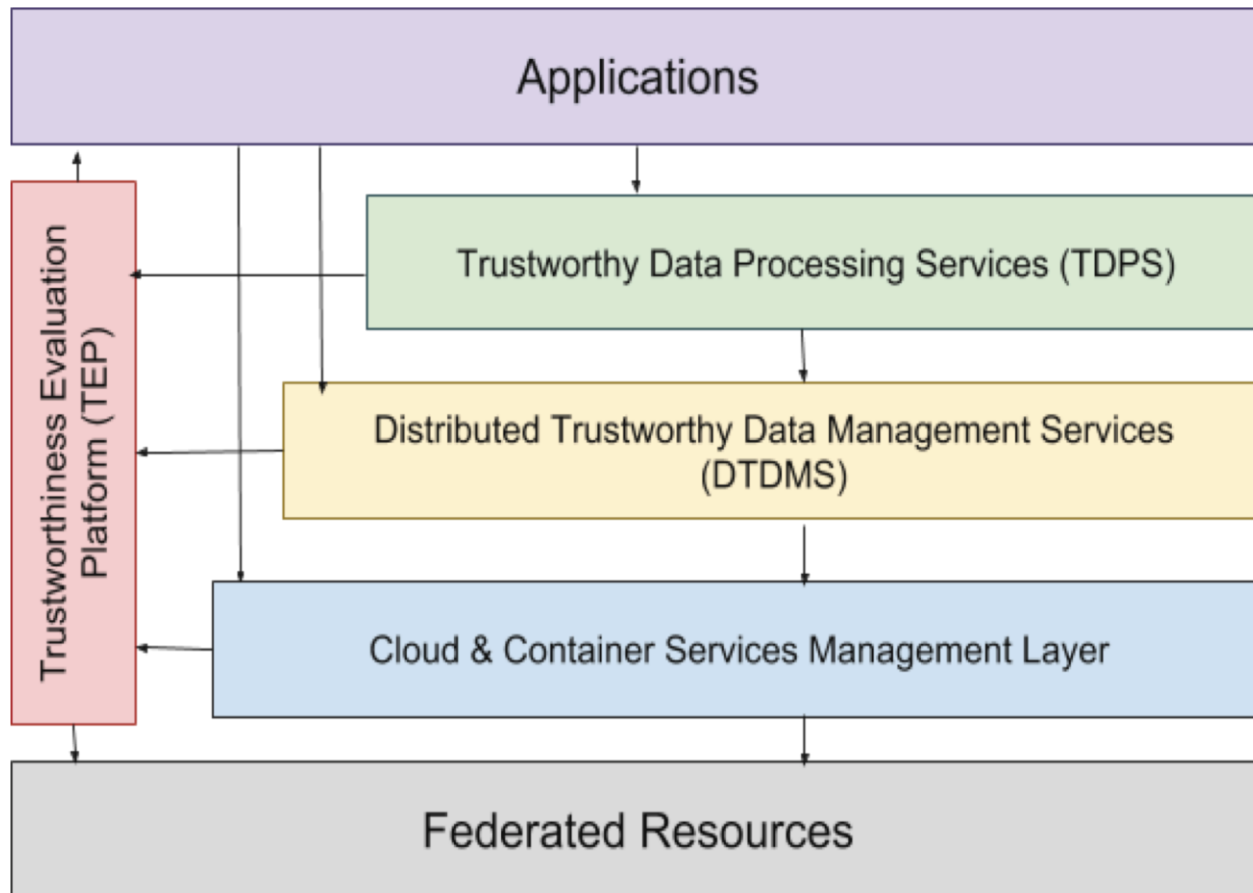 Applications
Trustworthiness Evaluation
Platform (TEP)
Trustworthy Data Processing Services (TDPS)
Distributed Trustworthy Data Management Services
(DTDMS)
Cloud & Container Services Management Layer
Federated Resources